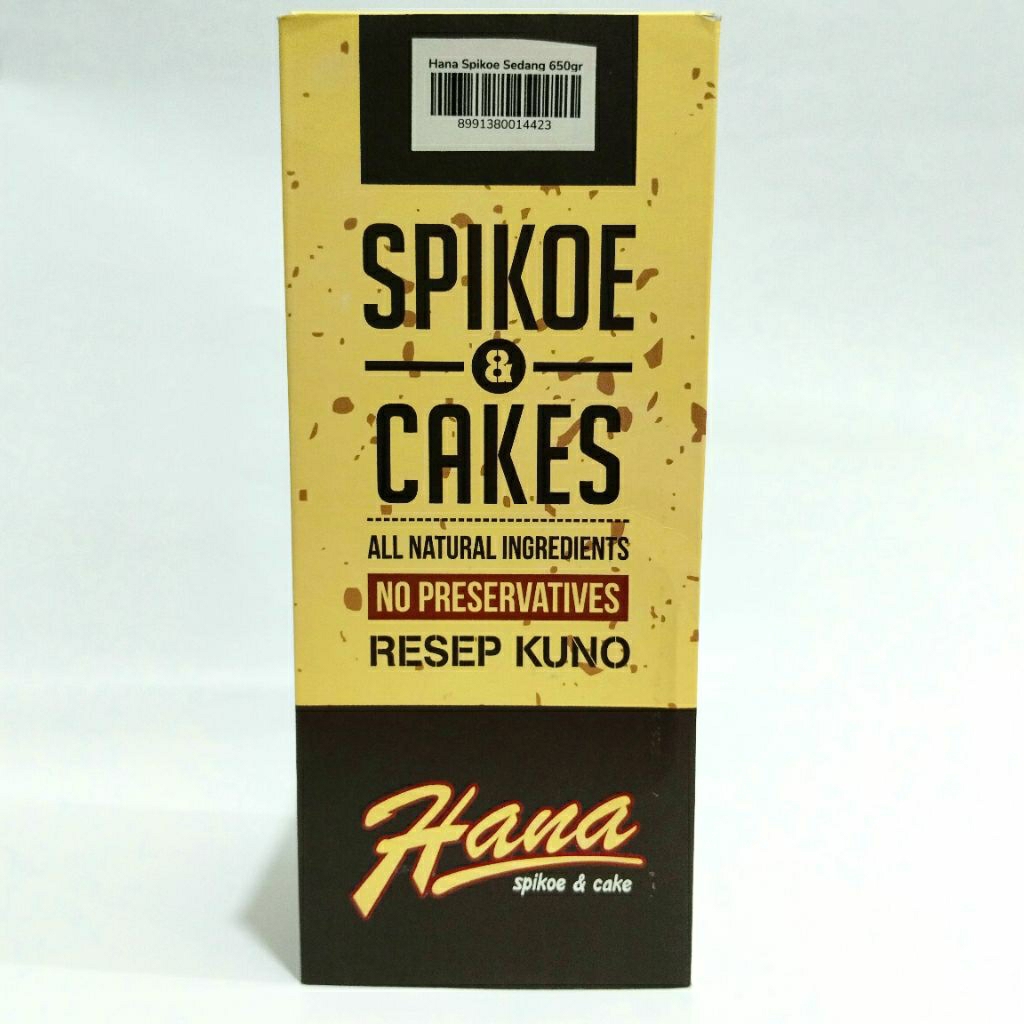 Hana Spikoe Sedang 650gr
8991380014423
SPIKOE
&
CAKES
ALL NATURAL INGREDIENTS
NO PRESERVATIVES
RESEP KUNO
Hana
spikoe & cake